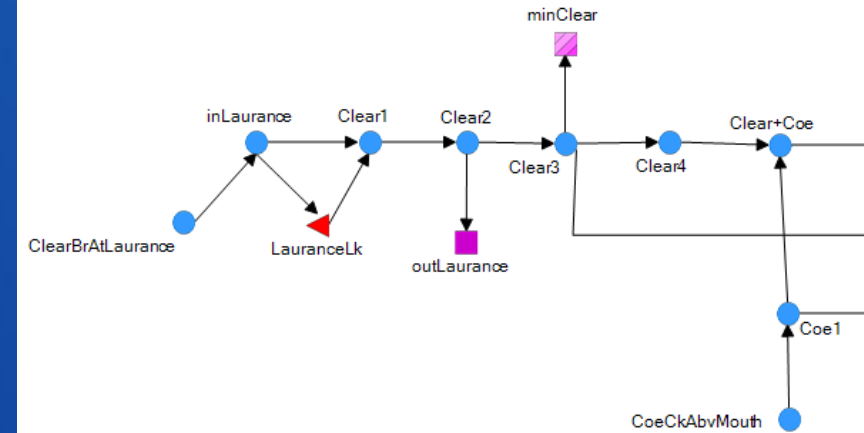 minClear
inLaurance
Clear1
Clear2
Clear+Coe
Clear3
Clear4
ClearBrAtLaurance
LauranceLk
outLaurance
Coe1
CoeCkAbvMouth